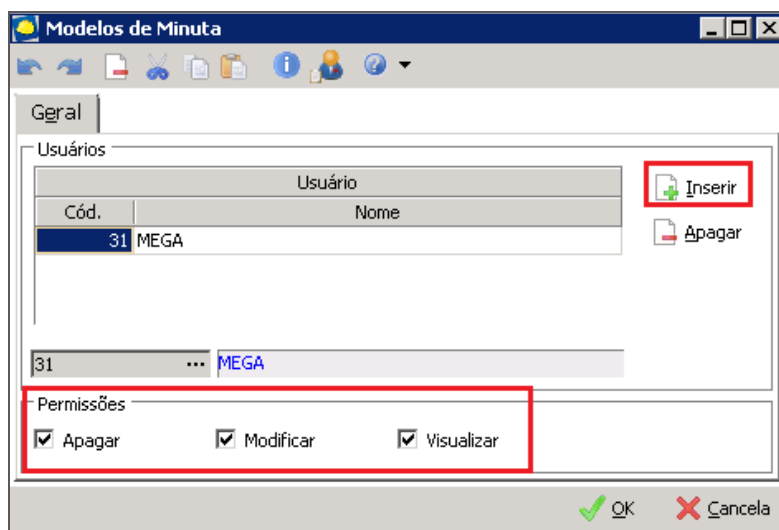 Modelos de Minuta
Geral
Usuários
Usuário
Cód. Nome
31 MEGA
Inserir
Apagar
31 ... MEGA
Permissões
Apagar Modificar Visualizar
OK Cancela